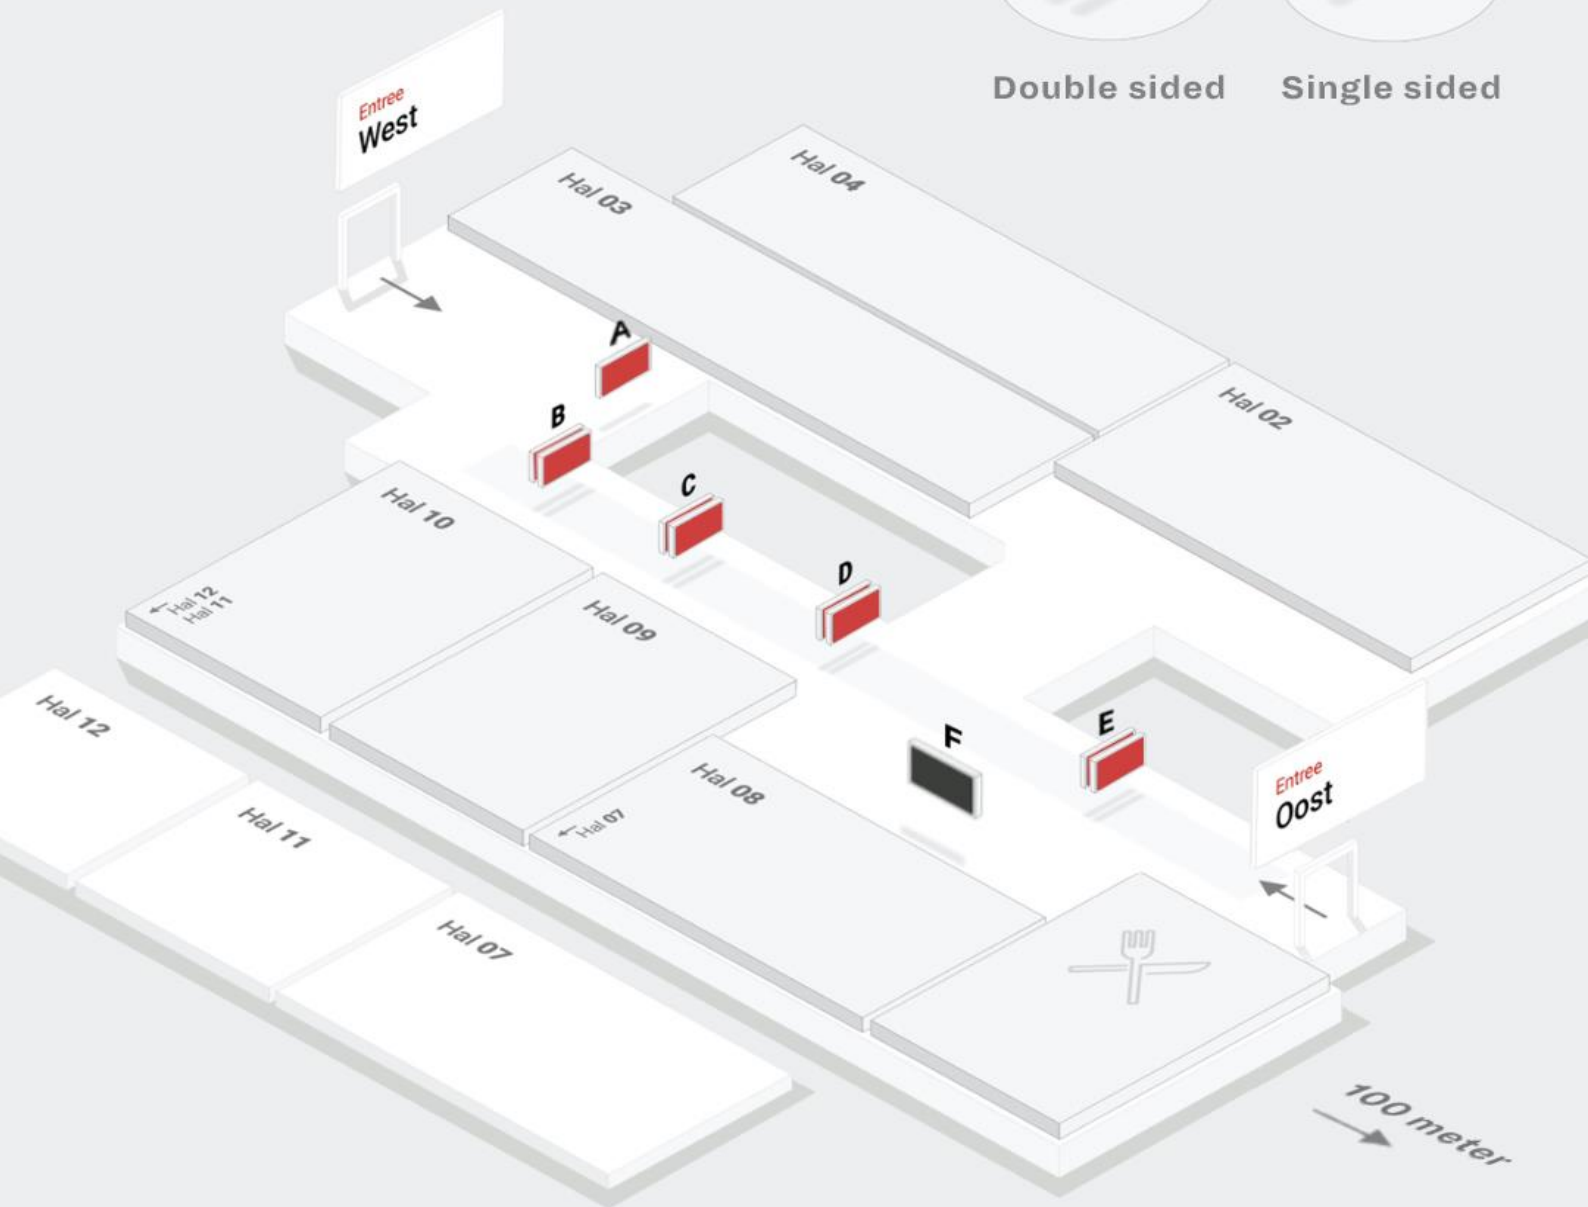 Double sided
Single sided
Entree
West
Hal 04
Hal 03
A
Hal 02
B
C
Hal 10
D
Hal 12
Hal 11
Hal 09
Hal 12
E
F
Entree
Oost
Hal 08
Hal 11
Hal 07
Hal 07
100 meter